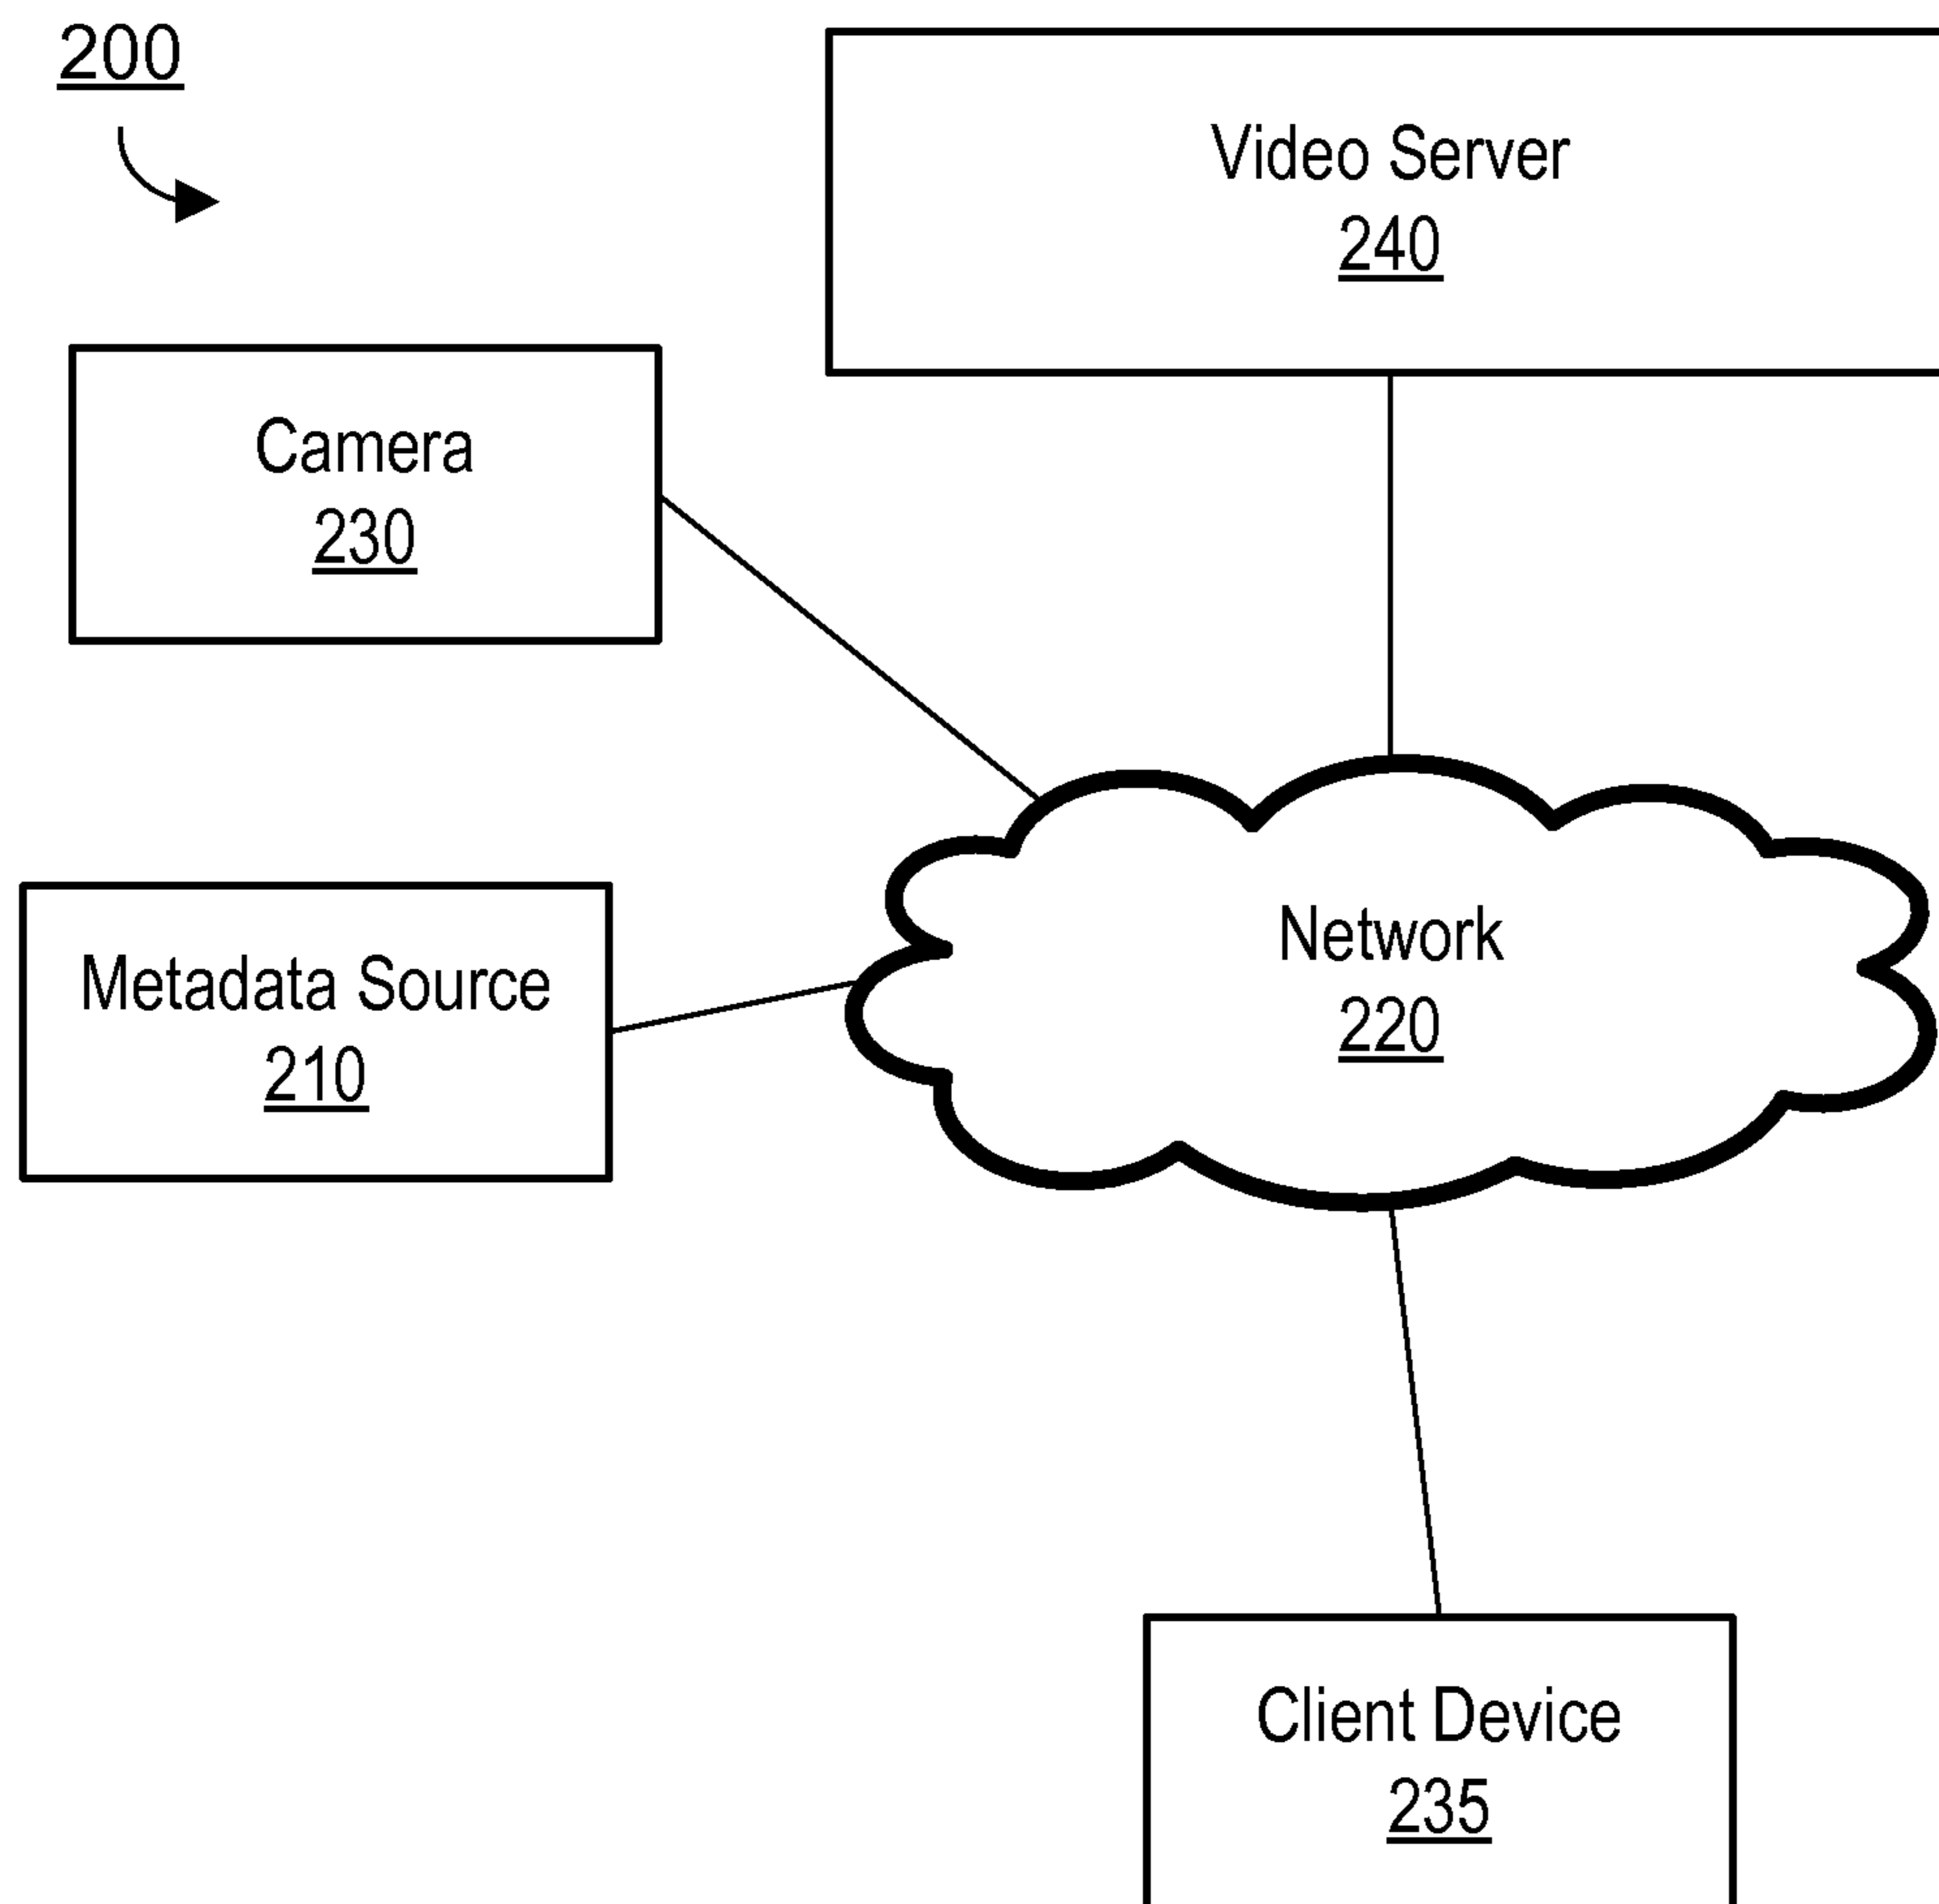 200
Video Server
240
Camera
230
Network
220
Metadata Source
210
Client Device
235